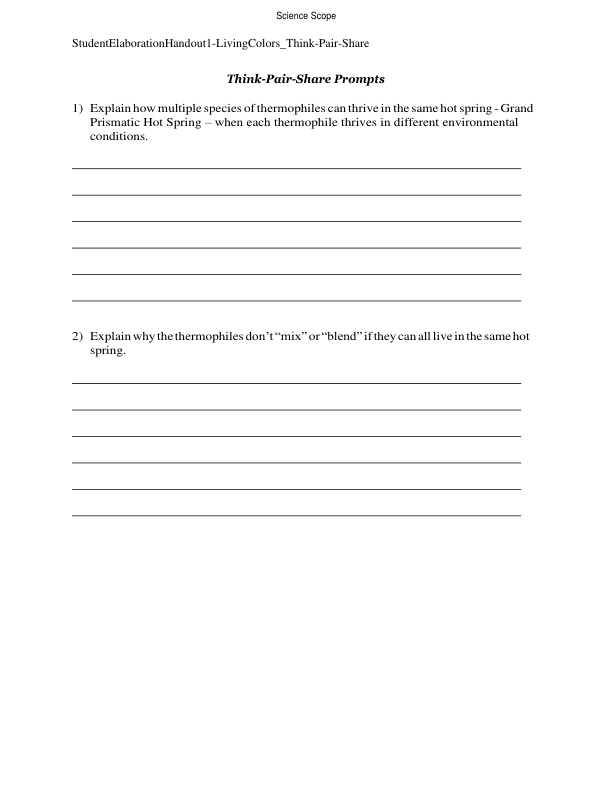 Science Scope
StudentElaborationHandout1-LivingColors_Think-Pair-Share
Think-Pair-Share Prompts
1) Explain how multiple species of thermophiles can thrive in the same hot spring - Grand
Prismatic Hot Spring – when each thermophile thrives in different environmental
conditions.
2) Explain why the thermophiles don’t “mix” or “blend” if they can all live in the same hot
spring.